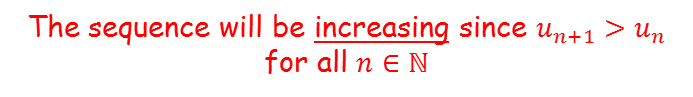 The sequence will be increasing since uₙ₊₁ > uₙ
for all n ∈ ℕ